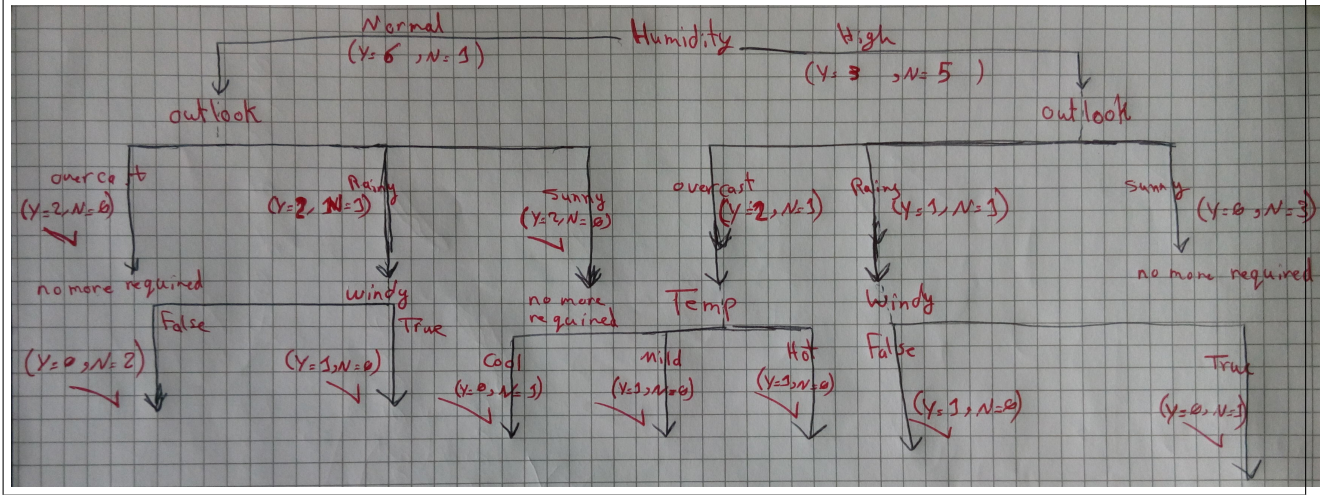 Normal Humidity High
(Y=6 ,N=1) (Y=3 ,N=5 )
outlook outlook
overcast Rainy Sunny overcast Rainy Sunny
(Y=2,N=0) (Y=2, N=1) (Y=2,N=0) (Y=2,N=1) (Y=1,N=1) (Y=0,N=3)
no more required windy no more required Temp Windy no more required
False True Cool mild Hot False True
(Y=0,N=2) (Y=1,N=0) (Y=0,N=1) (Y=1,N=0) (Y=1,N=0) (Y=1,N=0) (Y=0,N=1)